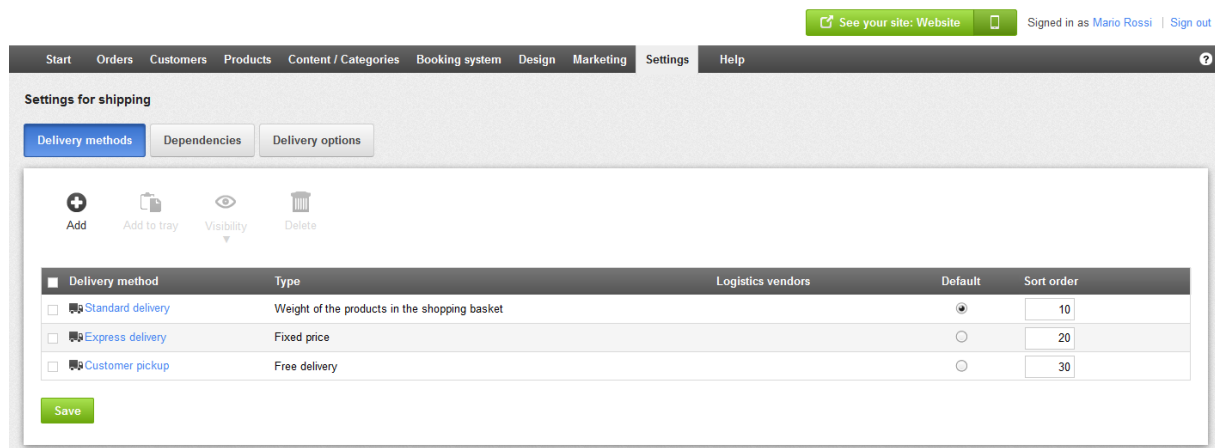 See your site: Website Signed in as Mario Rossi | Sign out
Start Orders Customers Products Content / Categories Booking system Design Marketing Settings Help ?
Settings for shipping
Delivery methods Dependencies Delivery options
Add Add to tray Visibility Delete
Delivery method Type Logistics vendors Default Sort order
Standard delivery Weight of the products in the shopping basket 10
Express delivery Fixed price 20
Customer pickup Free delivery 30
Save